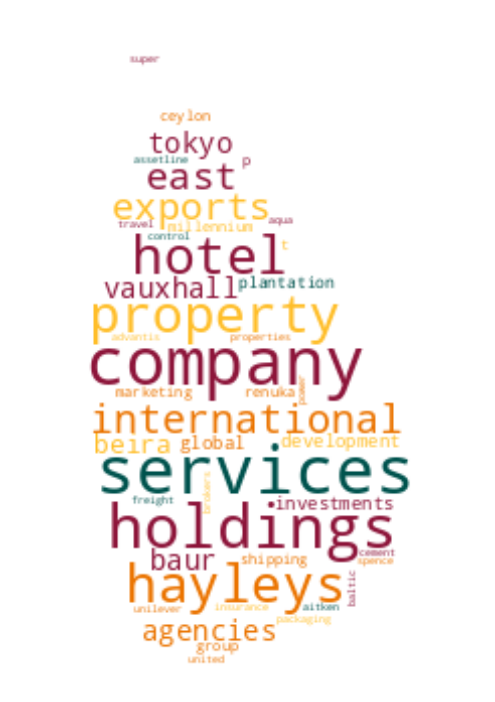 super
ceylon
tokyo
assetline p
east
exports
travel millennium aqua
control
hotel t
vauxhall plantation
property
advantis properties
company
marketing renuka power
international
beira global development
services
freight brokers investments
holdings
baur shipping cement
spence
hayleys baltic
unilever insurance aitken
agencies packaging
group
united